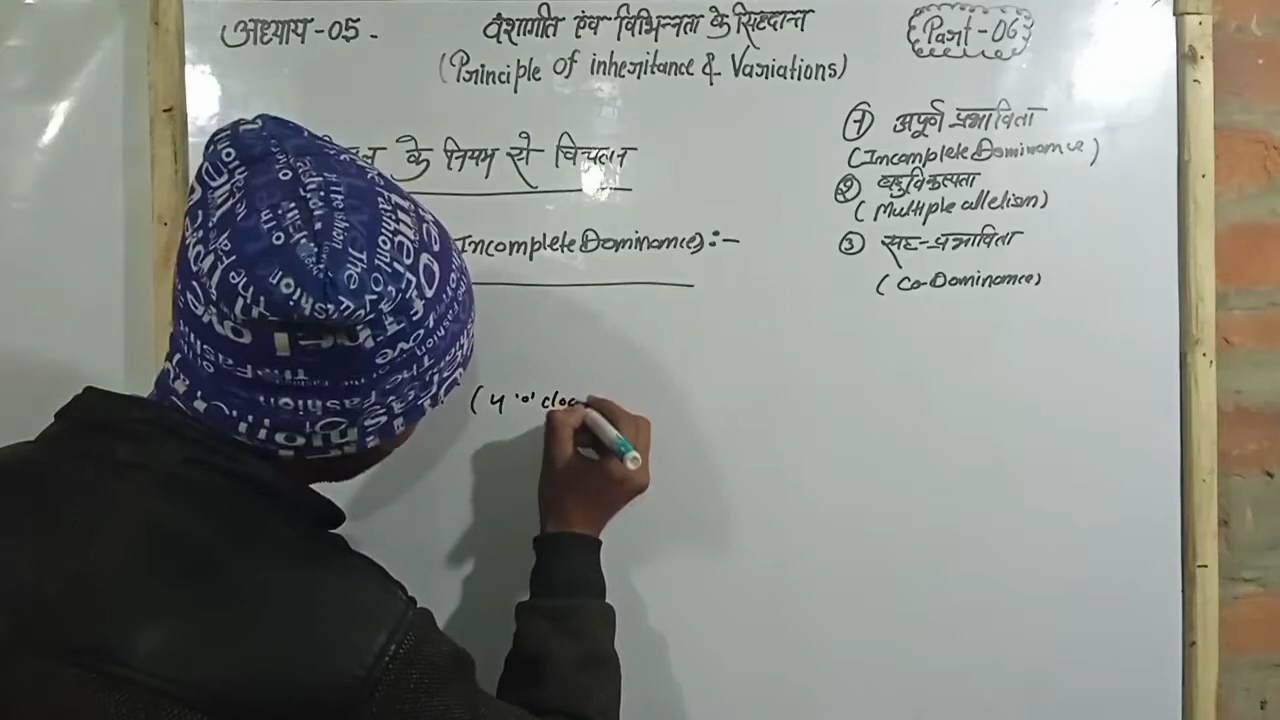 अध्याय-05.
वंशागति एंव विभिन्नता के सिद्दान्त
(Principle of inheritance & Variations)
Part-06
के नियम से विचलन
Incomplete Dominance):-
(4 'o' cloc
① अपूर्ण प्रभाविता
(Incomplete Dominance)
② बहुविकल्पता
(Multiple allelism)
③ सह-प्रभाविता
(Co-Dominance)